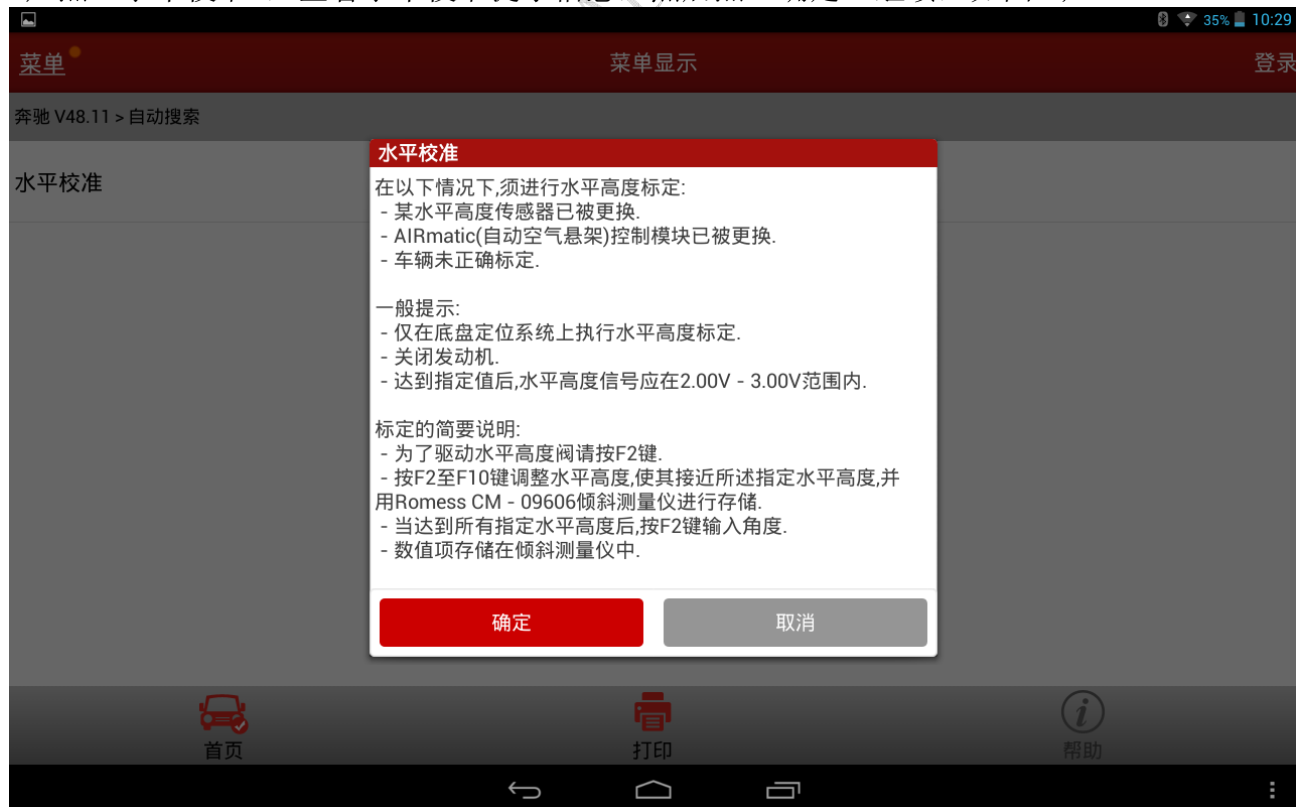 35% 10:29
菜单 菜单显示 登录
奔驰 V48.11 > 自动搜索
水平校准
水平校准
在以下情况下,须进行水平高度标定:
- 某水平高度传感器已被更换.
- AIRmatic(自动空气悬架)控制模块已被更换.
- 车辆未正确标定.
一般提示:
- 仅在底盘定位系统上执行水平高度标定.
- 关闭发动机.
- 达到指定值后,水平高度信号应在2.00V - 3.00V范围内.
标定的简要说明:
- 为了驱动水平高度阀请按F2键.
- 按F2至F10键调整水平高度,使其接近所述指定水平高度,并
用Romess CM - 09606倾斜测量仪进行存储.
- 当达到所有指定水平高度后,按F2键输入角度.
- 数值项存储在倾斜测量仪中.
确定 取消
首页 打印 帮助